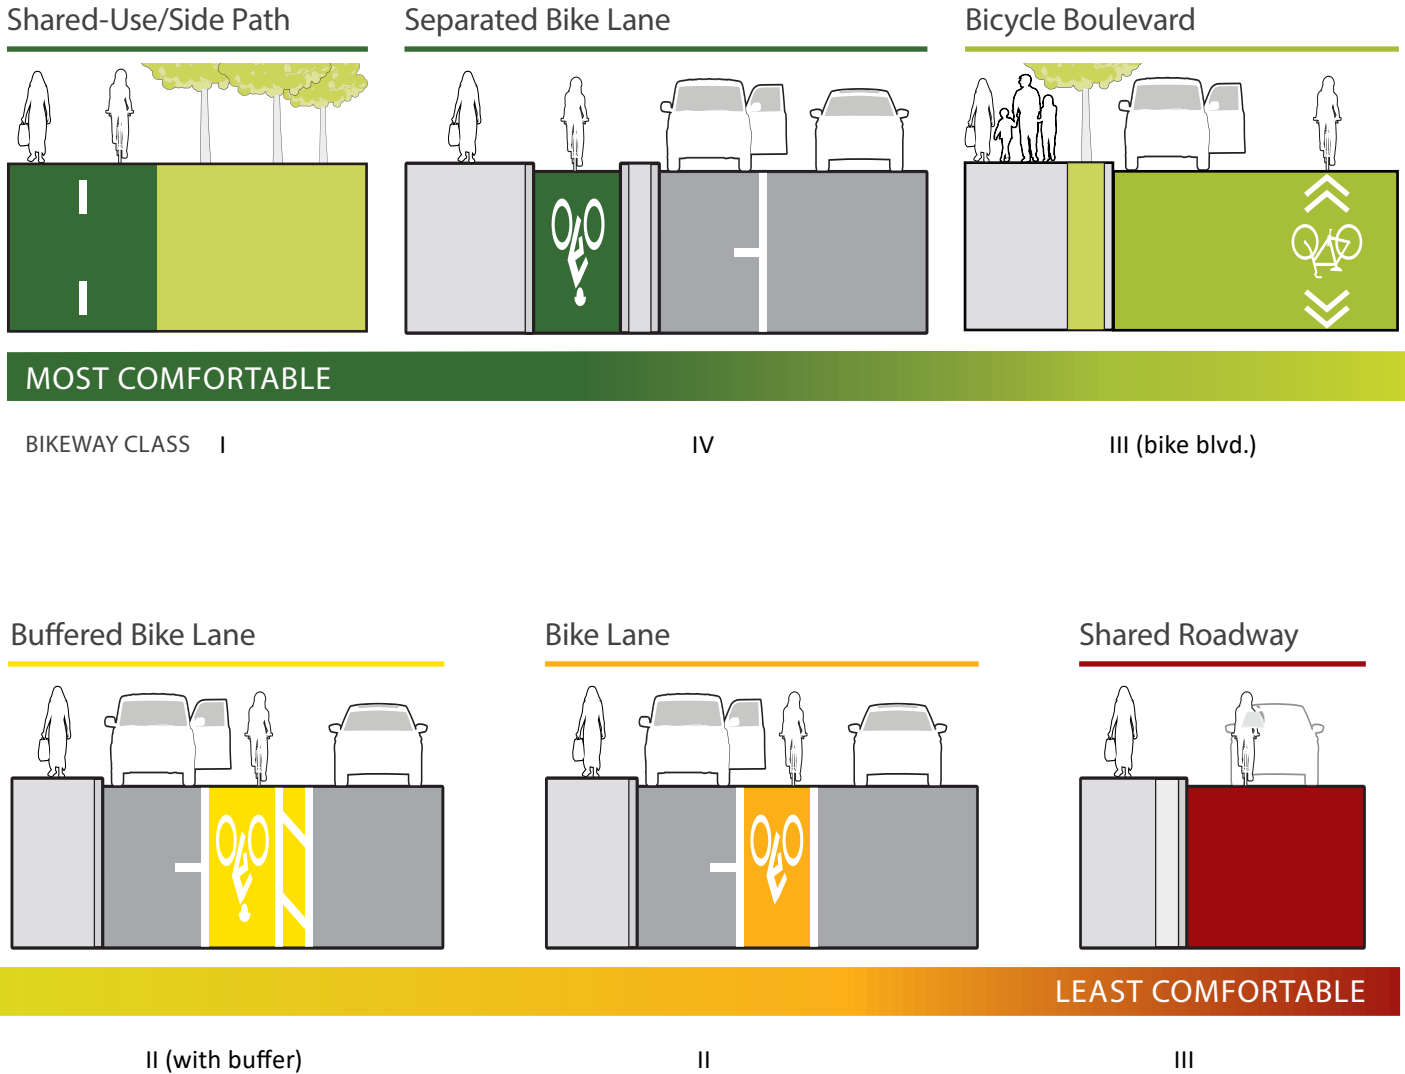 Shared-Use/Side Path
Separated Bike Lane
Bicycle Boulevard
MOST COMFORTABLE
BIKEWAY CLASS I
IV
III (bike blvd.)
Buffered Bike Lane
Bike Lane
Shared Roadway
LEAST COMFORTABLE
II (with buffer)
II
III